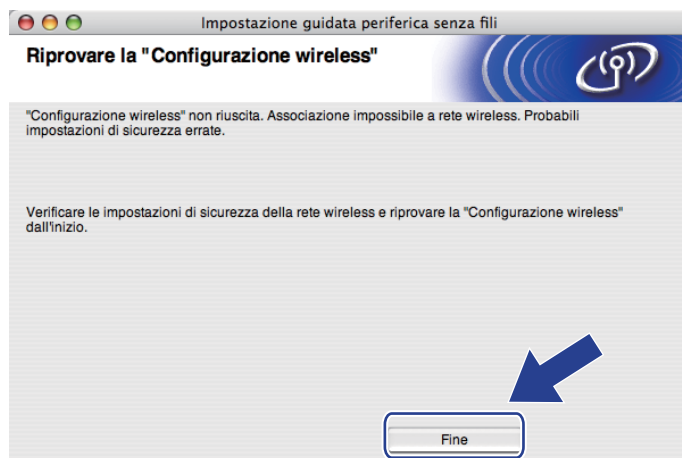 Impostazione guidata periferica senza fili
Riprovare la "Configurazione wireless"
"Configurazione wireless" non riuscita. Associazione impossibile a rete wireless. Probabili
impostazioni di sicurezza errate.
Verificare le impostazioni di sicurezza della rete wireless e riprovare la "Configurazione wireless"
dall'inizio.
Fine